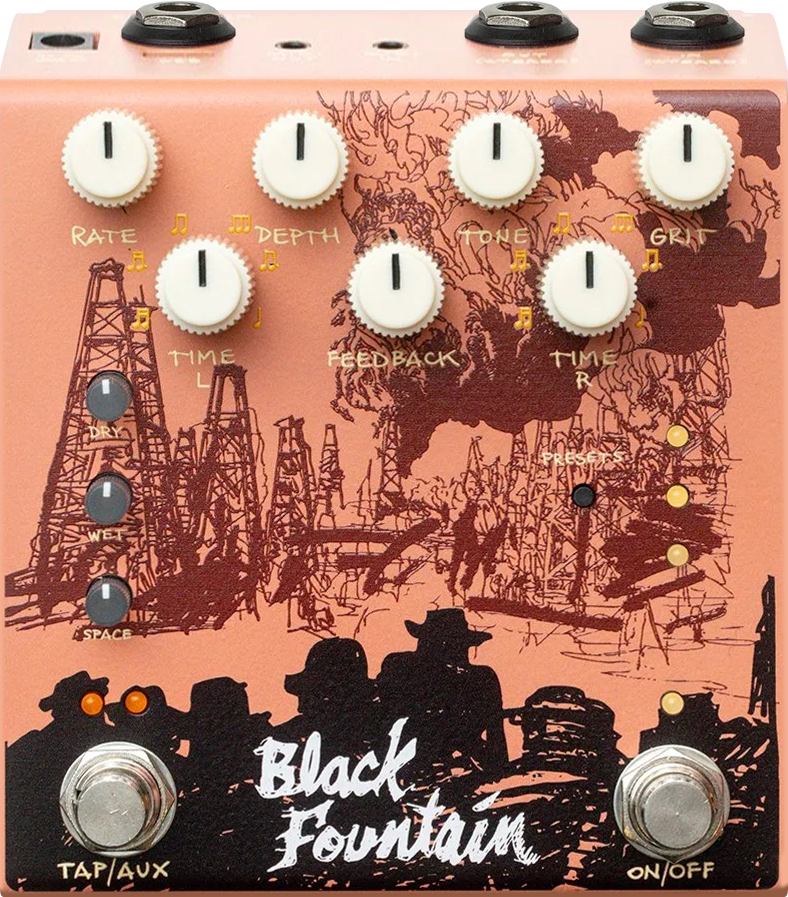 RATE
DEPTH
TONE
GRIT
TIME
L
FEEDBACK
TIME
R
DRY
PRESETS
WET
SPACE
Black
Fountain
TAP/AUX
ON/OFF